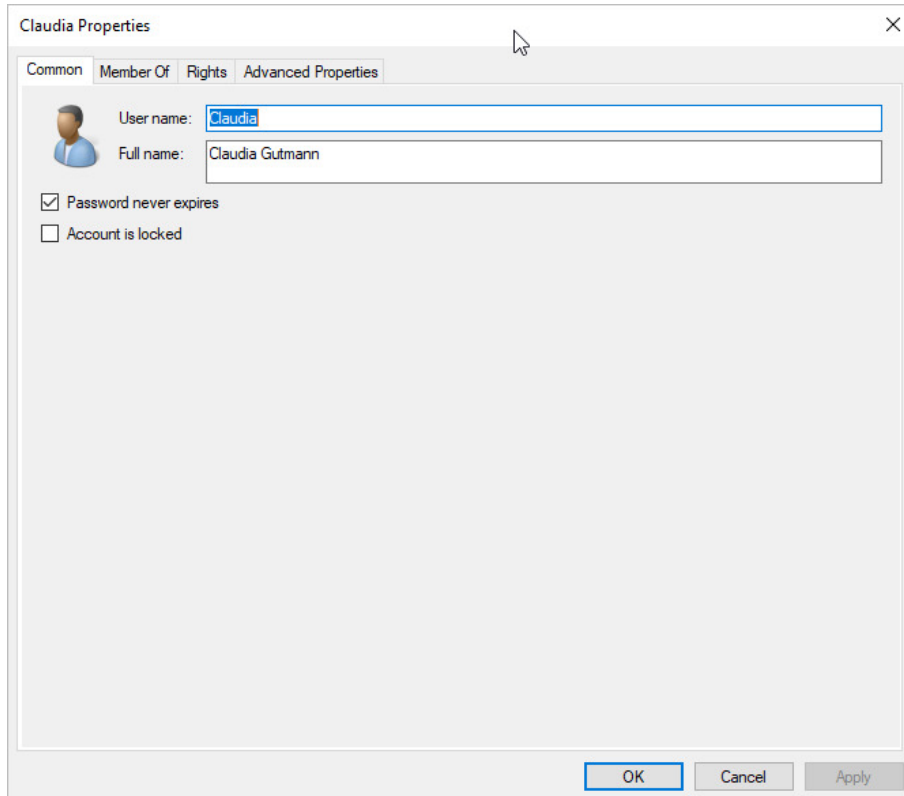 Claudia Properties
Common Member Of Rights Advanced Properties
User name: Claudia
Full name: Claudia Gutmann
Password never expires
Account is locked
OK Cancel Apply